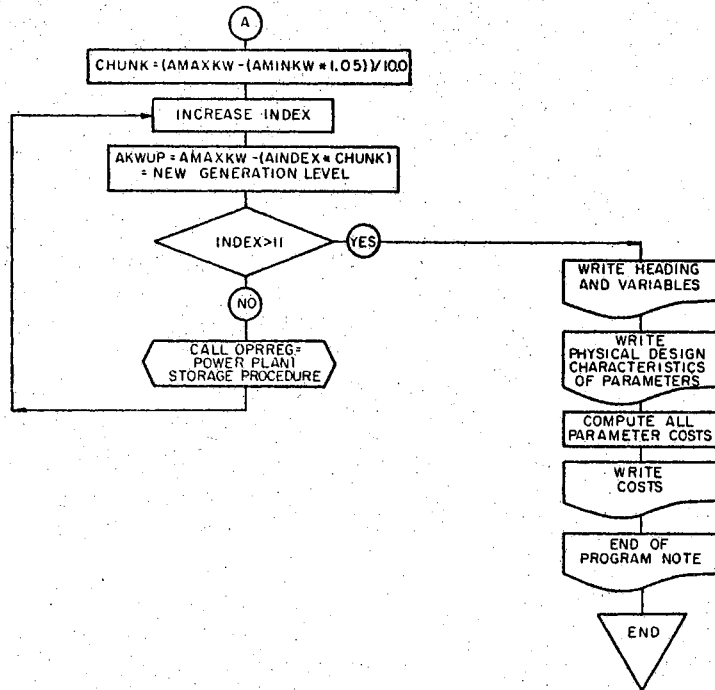 A
CHUNK = (AMAXKW-(AMINKW*1.05))/10.0
INCREASE INDEX
AKWUP = AMAXKW-(AINDEX*CHUNK)
= NEW GENERATION LEVEL
INDEX>11
YES
NO
CALL OPRREG=
POWER PLANT
STORAGE PROCEDURE
WRITE HEADING
AND VARIABLES
WRITE
PHYSICAL DESIGN
CHARACTERISTICS
OF PARAMETERS
COMPUTE ALL
PARAMETER COSTS
WRITE
COSTS
END OF
PROGRAM NOTE
END